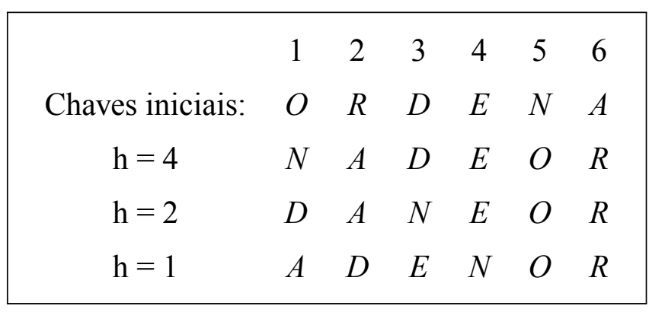 1 2 3 4 5 6
Chaves iniciais: O R D E N A
h = 4 N A D E O R
h = 2 D A N E O R
h = 1 A D E N O R